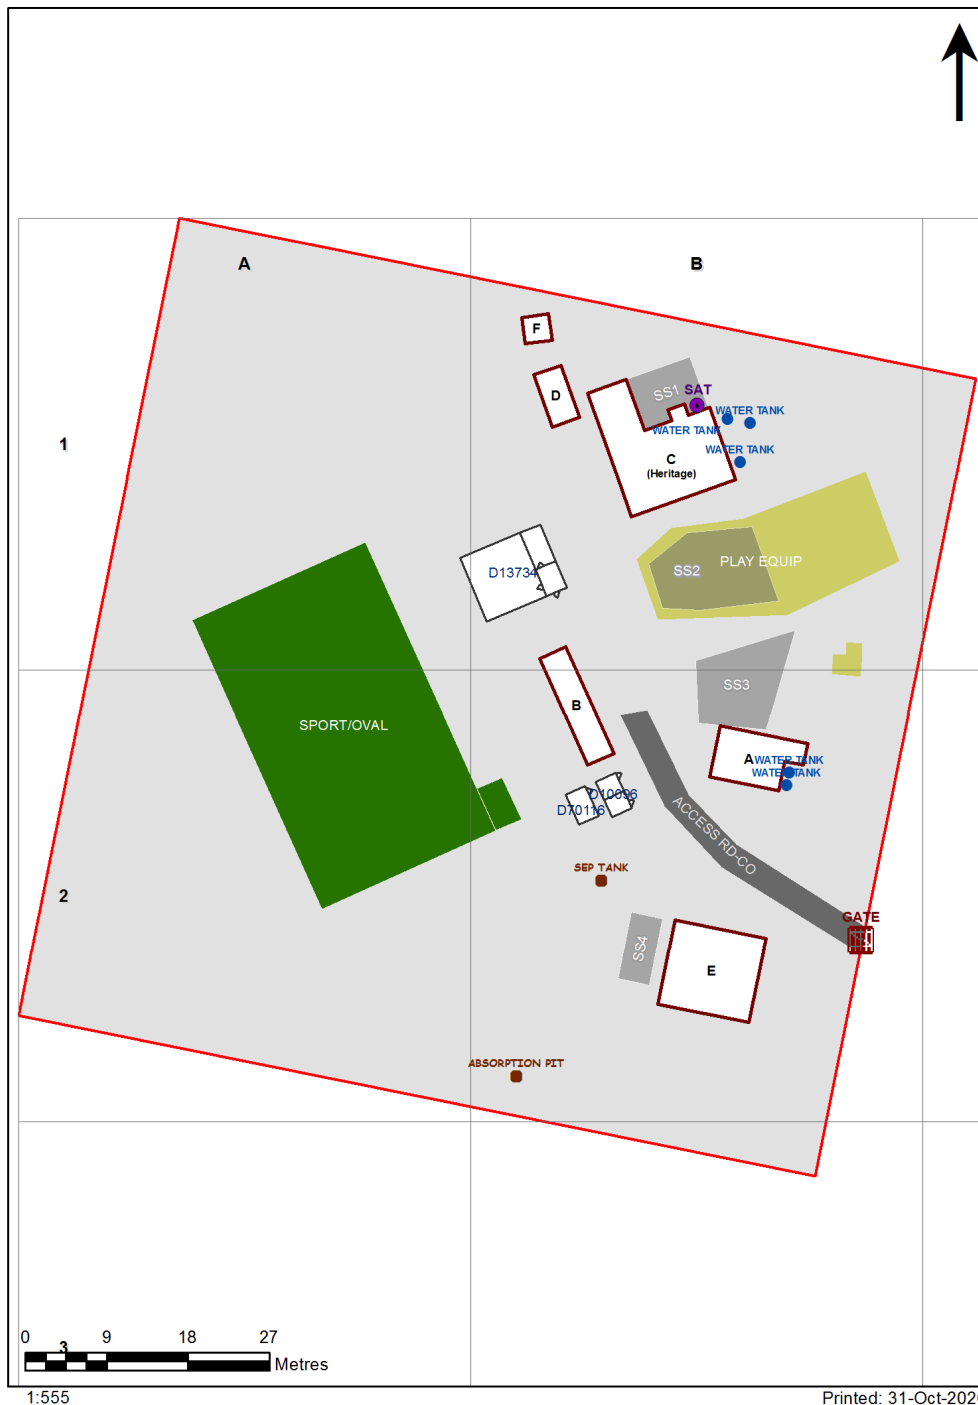 A
B
F
D
SS1
SAT
WATER TANK
WATER TANK
1
WATER TANK
C
(Heritage)
D13734
SS2
PLAY EQUIP
SS3
B
SPORT/OVAL
A
WATER TANK
WATER TANK
D10096
D70116
ACCESS RD-CO
SEP TANK
2
GATE
SS4
E
ABSORPTION PIT
0 9 18 27
3
Metres
1:555
Printed: 31-Oct-202